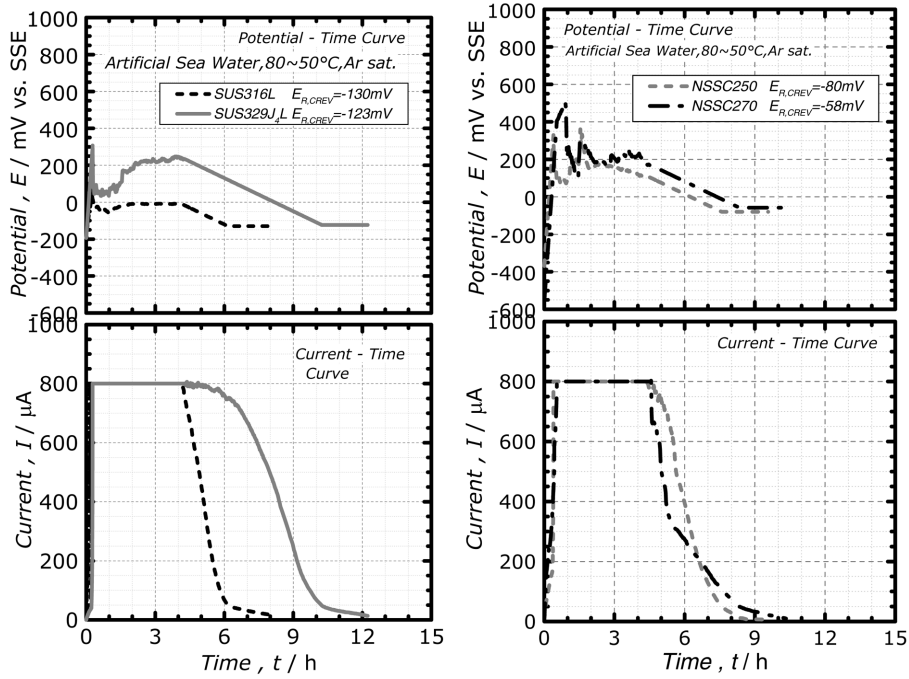 1000
800
600
400
200
0
-200
-400
-600
Potential , E / mV vs. SSE
Potential - Time Curve
Artificial Sea Water,80~50°C,Ar sat.
SUS316L E R,CREV=-130mV
SUS329J4L E R,CREV=-123mV
1000
800
600
400
200
0
Current , I / μA
Current - Time
Curve
0 3 6 9 12 15
Time , t / h
1000
800
600
400
200
0
-200
-400
-600
Potential , E / mV vs. SSE
Potential - Time Curve
Artificial Sea Water,80~50°C,Ar sat.
NSSC250 E R,CREV=-80mV
NSSC270 E R,CREV=-58mV
1000
800
600
400
200
0
Current , I / μA
Current - Time Curve
0 3 6 9 12 15
Time , t / h